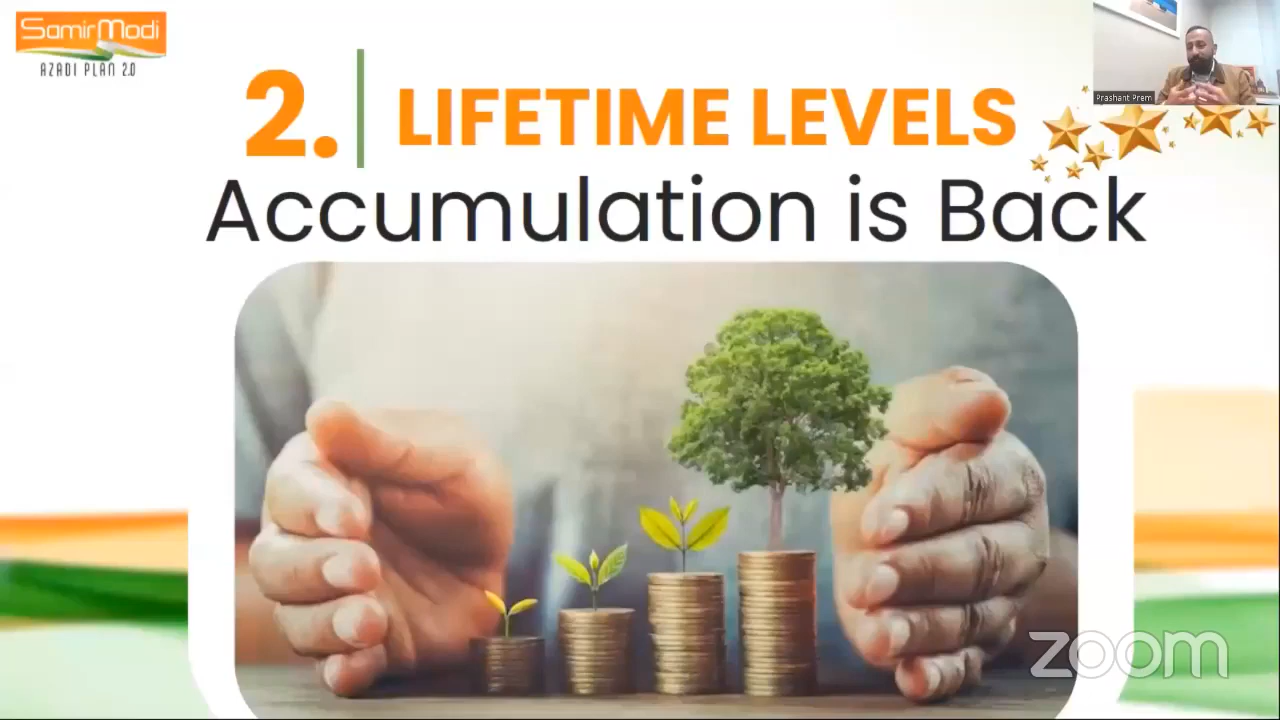 SamirModi
AZADI PLAN 2.0
Prashant Prem
2. LIFETIME LEVELS
Accumulation is Back
zoom